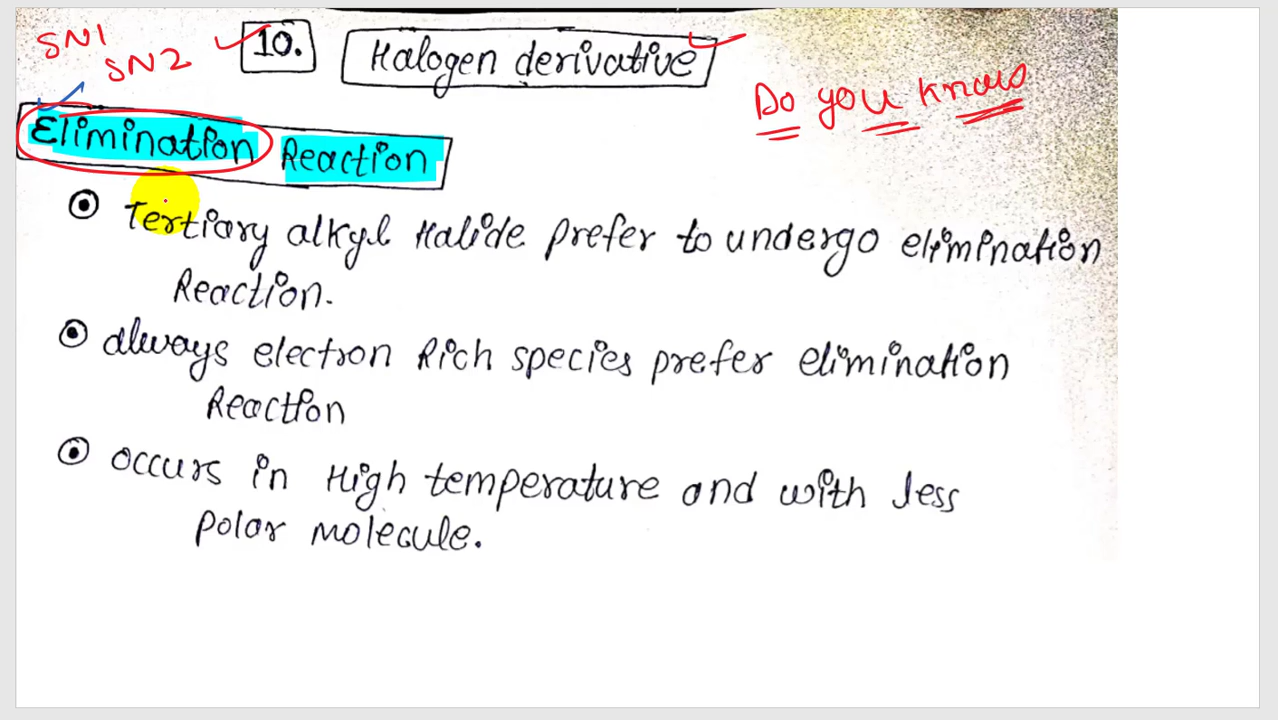 SN1
SN2
10.
Halogen derivative
Do you know
Elimination Reaction
Tertiary alkyl Halide prefer to undergo elimination
Reaction.
always electron Rich species prefer elimination
Reaction
occurs in High temperature and with less
polar molecule.